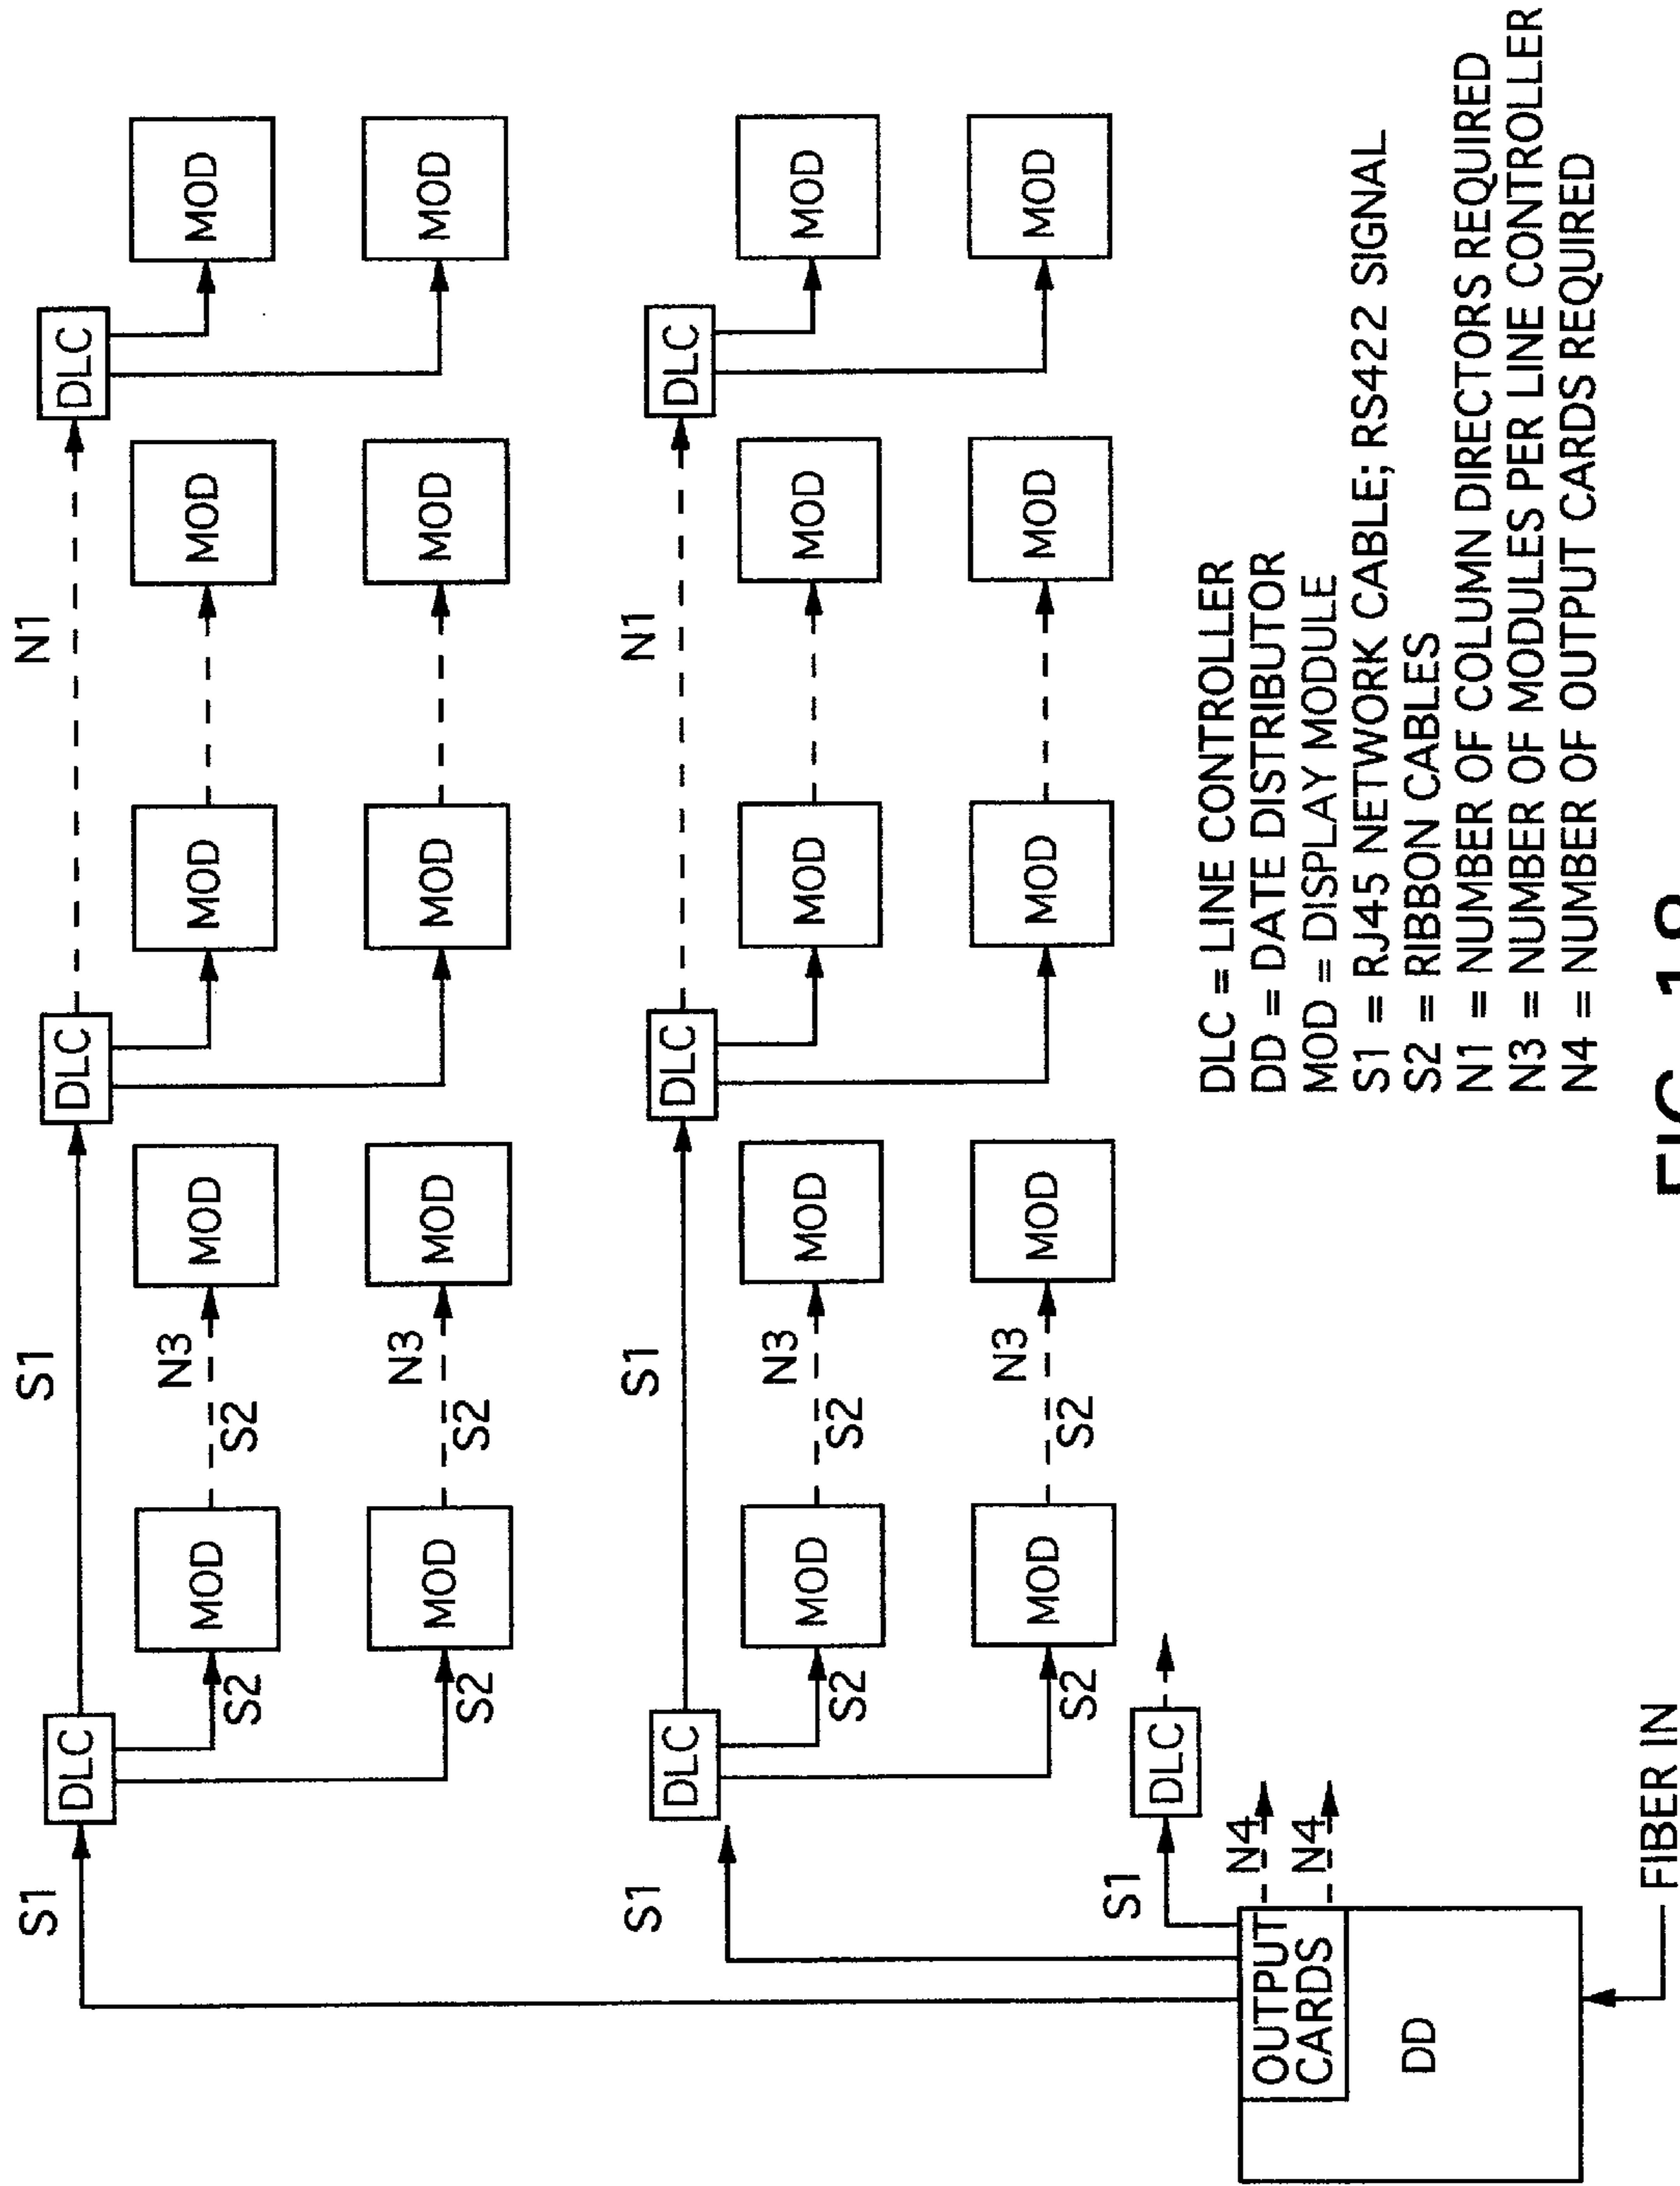 S1 S1 N1
DLC DLC DLC
N3
MOD MOD MOD MOD MOD
S2 S2
N3
MOD MOD MOD MOD MOD
S2 S2
S1 S1 N1
DLC DLC DLC
N3
MOD MOD MOD MOD MOD
S2 S2
N3
MOD MOD MOD MOD MOD
S2 S2
S1
DLC
OUTPUT N4
CARDS N4
DD
FIBER IN
DLC = LINE CONTROLLER
DD = DATE DISTRIBUTOR
MOD = DISPLAY MODULE
S1 = RJ45 NETWORK CABLE; RS422 SIGNAL
S2 = RIBBON CABLES
N1 = NUMBER OF COLUMN DIRECTORS REQUIRED
N3 = NUMBER OF MODULES PER LINE CONTROLLER
N4 = NUMBER OF OUTPUT CARDS REQUIRED